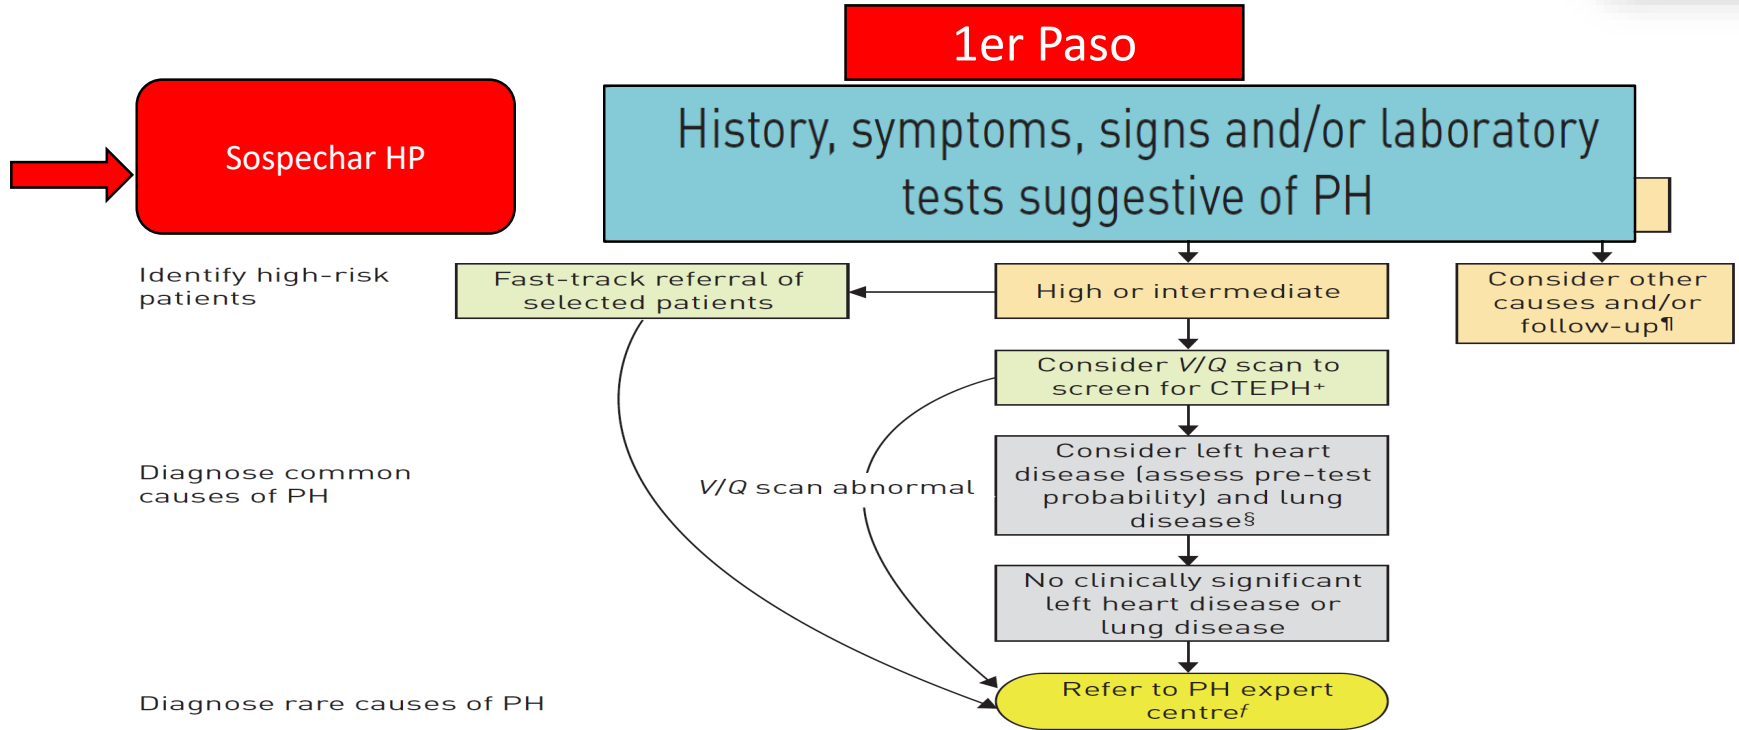 1er Paso
Sospechar HP
History, symptoms, signs and/or laboratory
tests suggestive of PH
Identify high-risk
patients
Fast-track referral of
selected patients
High or intermediate
Consider other
causes and/or
follow-up¶
Consider V/Q scan to
screen for CTEPH+
Diagnose common
causes of PH
V/Q scan abnormal
Consider left heart
disease (assess pre-test
probability) and lung
disease§
No clinically significant
left heart disease or
lung disease
Diagnose rare causes of PH
Refer to PH expert
centreƒ